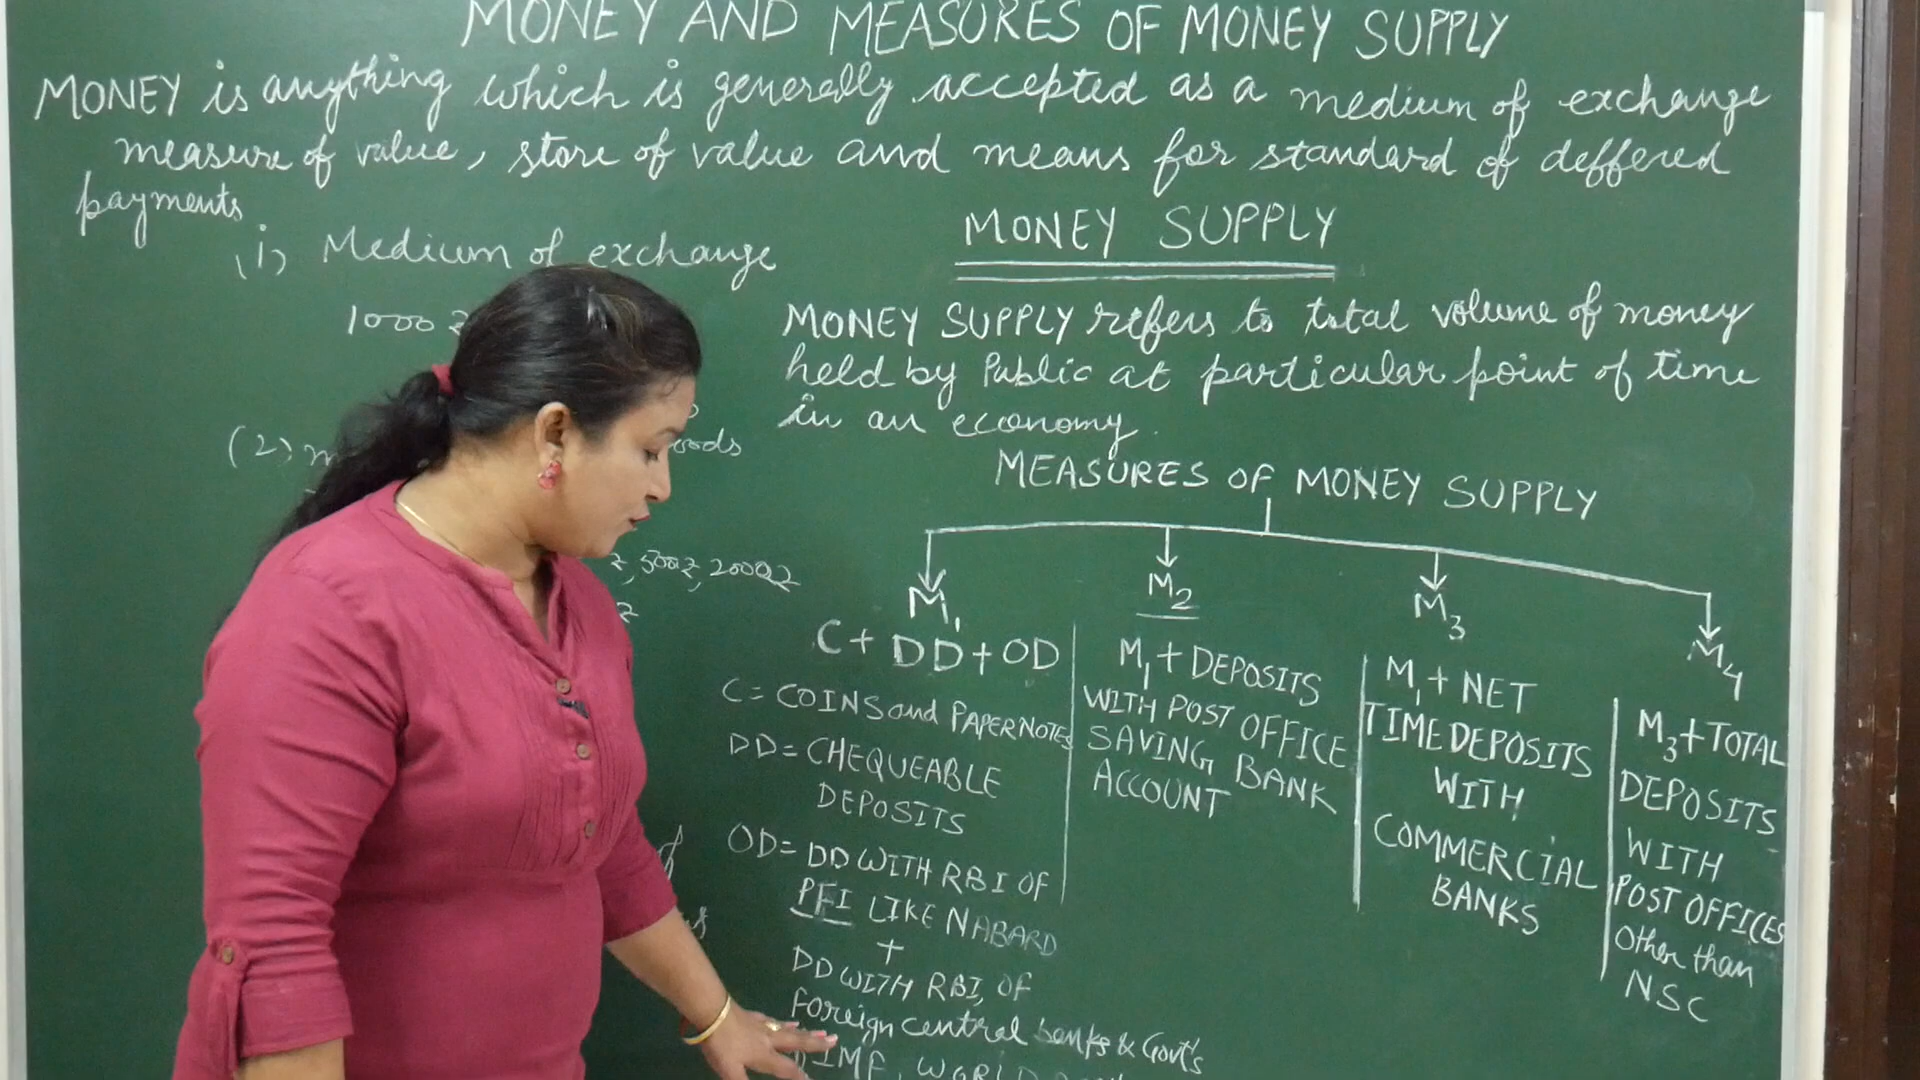 MONEY AND MEASURES OF MONEY SUPPLY
MONEY is anything which is generally accepted as a medium of exchange
measure of value, store of value and means for standard of deffered
payments
(i) Medium of exchange
1000
(2)
MONEY SUPPLY
MONEY SUPPLY refers to total volume of money
held by Public at particular point of time
in an economy.
MEASURES OF MONEY SUPPLY
M1
C + DD + OD
C = COINS and PAPER NOTES
DD = CHEQUEABLE
DEPOSITS
OD = DD WITH RBI OF
PFI LIKE NABARD
+
DD WITH RBI, OF
Foreign central banks & Govt's
IMF, WORLD
M2
M1 + DEPOSITS
WITH POST OFFICE
SAVING BANK
ACCOUNT
M3
M1 + NET
TIME DEPOSITS
WITH
COMMERCIAL
BANKS
M4
M3 + TOTAL
DEPOSITS
WITH
POST OFFICES
Other than
NSC